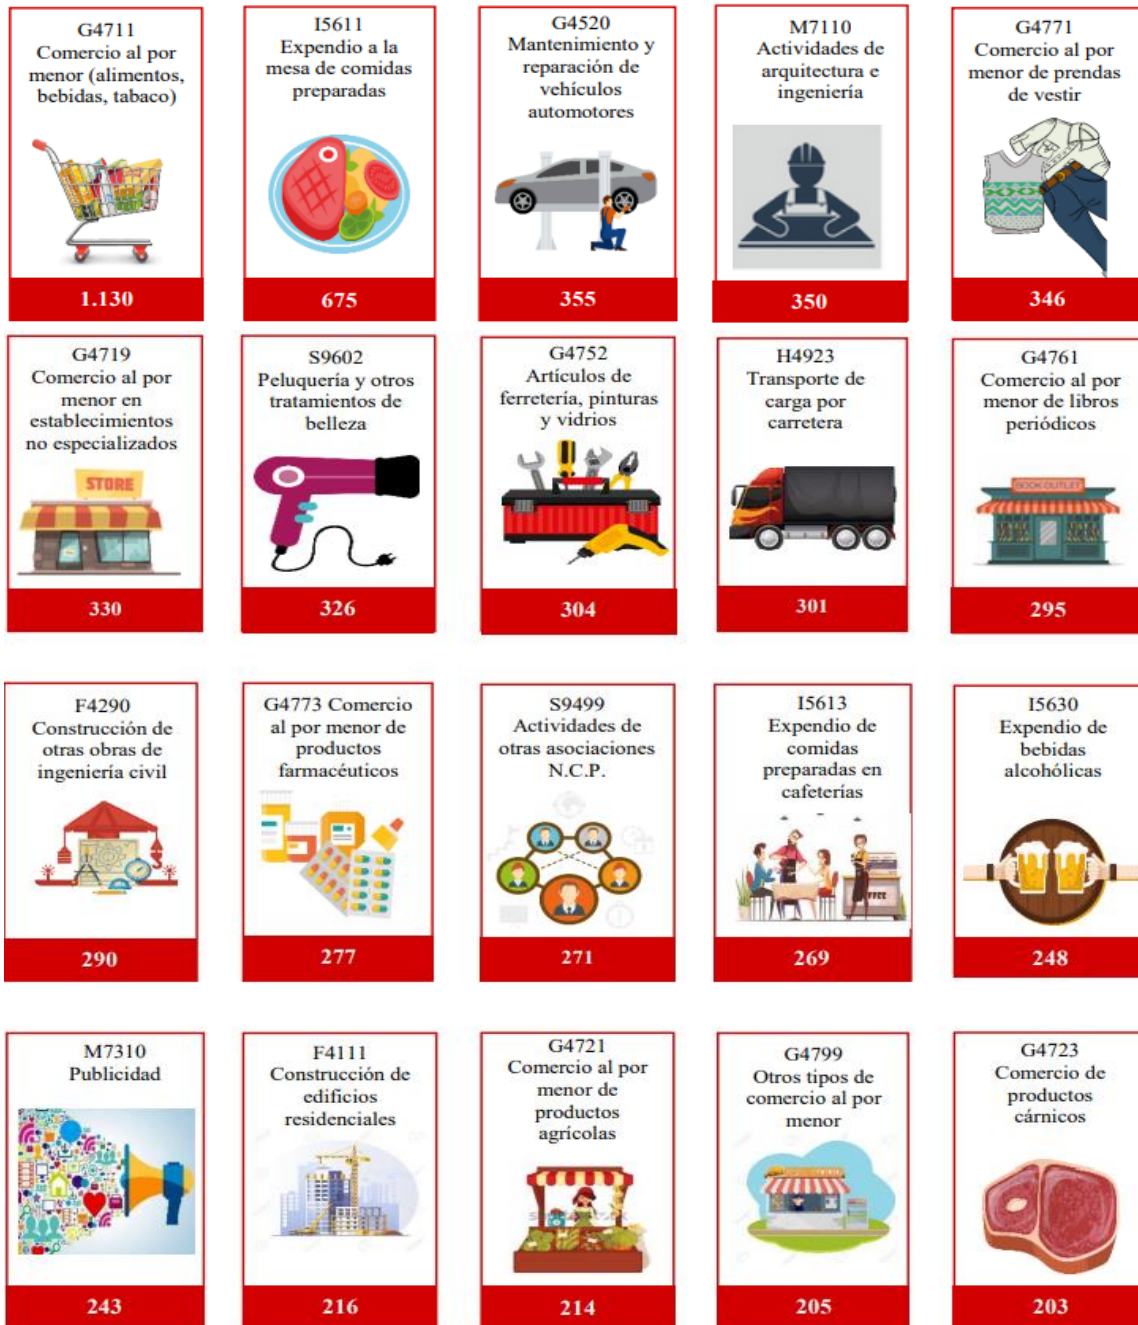 G4711
Comercio al por
menor (alimentos,
bebidas, tabaco)
1.130
I5611
Expendio a la
mesa de comidas
preparadas
675
G4520
Mantenimiento y
reparación de
vehículos
automotores
355
M7110
Actividades de
arquitectura e
ingeniería
350
G4771
Comercio al por
menor de prendas
de vestir
346
G4719
Comercio al por
menor en
establecimientos
no especializados
STORE
330
S9602
Peluquería y otros
tratamientos de
belleza
326
G4752
Artículos de
ferretería, pinturas
y vidrios
304
H4923
Transporte de
carga por
carretera
301
G4761
Comercio al por
menor de libros
periódicos
BOOK OUTLET
295
F4290
Construcción de
otras obras de
ingeniería civil
290
G4773 Comercio
al por menor de
productos
farmacéuticos
277
S9499
Actividades de
otras asociaciones
N.C.P.
271
I5613
Expendio de
comidas
preparadas en
cafeterías
269
I5630
Expendio de
bebidas
alcohólicas
248
M7310
Publicidad
243
F4111
Construcción de
edificios
residenciales
216
G4721
Comercio al por
menor de
productos
agrícolas
214
G4799
Otros tipos de
comercio al por
menor
205
G4723
Comercio de
productos
cárnicos
203